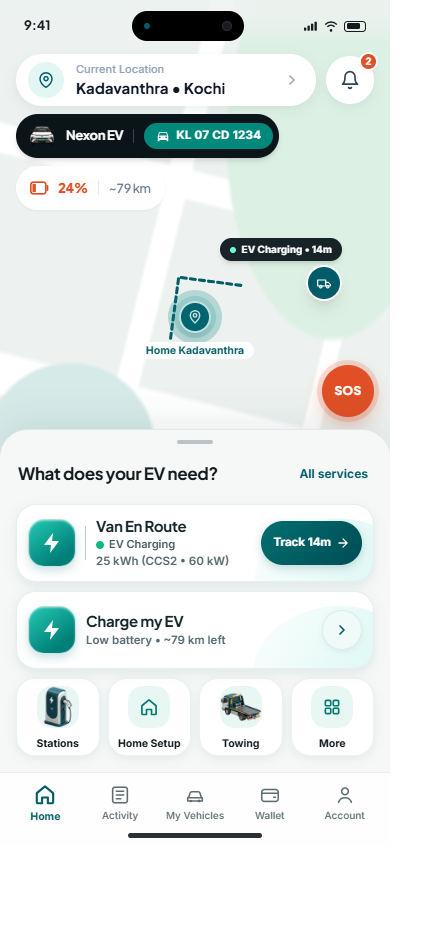 9:41
Current Location
Kadavanthra • Kochi
2
Nexon EV
KL 07 CD 1234
24%
~79 km
EV Charging • 14m
Home Kadavanthra
SOS
What does your EV need?
All services
Van En Route
EV Charging
25 kWh (CCS2 • 60 kW)
Track 14m →
Charge my EV
Low battery • ~79 km left
Stations
Home Setup
Towing
More
Home
Activity
My Vehicles
Wallet
Account